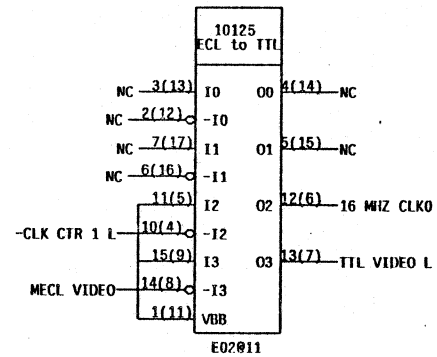 10125
ECL to TTL
NC 3(13) I0 O0 4(14) NC
NC 2(12) -I0
NC 7(17) I1 O1 5(15) NC
NC 6(16) -I1
11(5) I2 O2 12(6) 16 MHZ CLK0
-CLK CTR 1 L 10(4) -I2
15(9) I3 O3 13(7) TTL VIDEO L
MECL VIDEO 14(8) -I3
1(11) VBB
E02@11